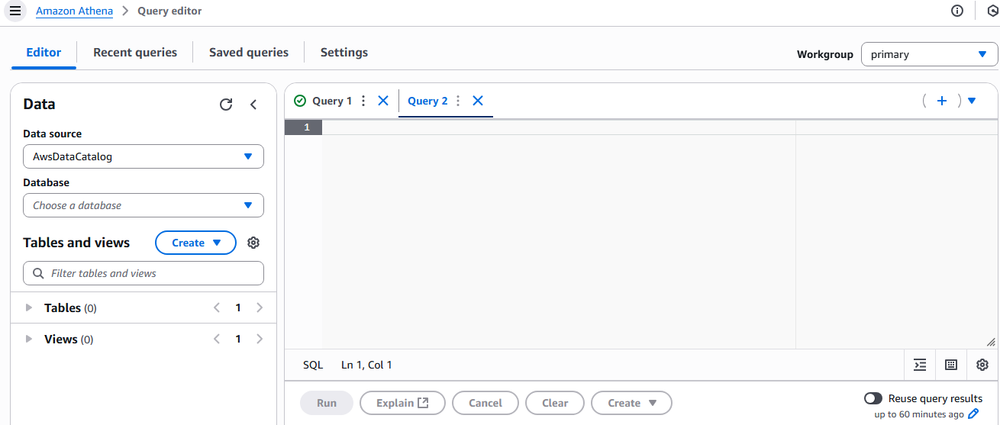 Amazon Athena > Query editor
Editor Recent queries Saved queries Settings
Workgroup primary
Data
Data source
AwsDataCatalog
Database
Choose a database
Tables and views Create
Filter tables and views
Tables (0) 1
Views (0) 1
Query 1 Query 2
1
SQL Ln 1, Col 1
Run Explain Cancel Clear Create
Reuse query results
up to 60 minutes ago